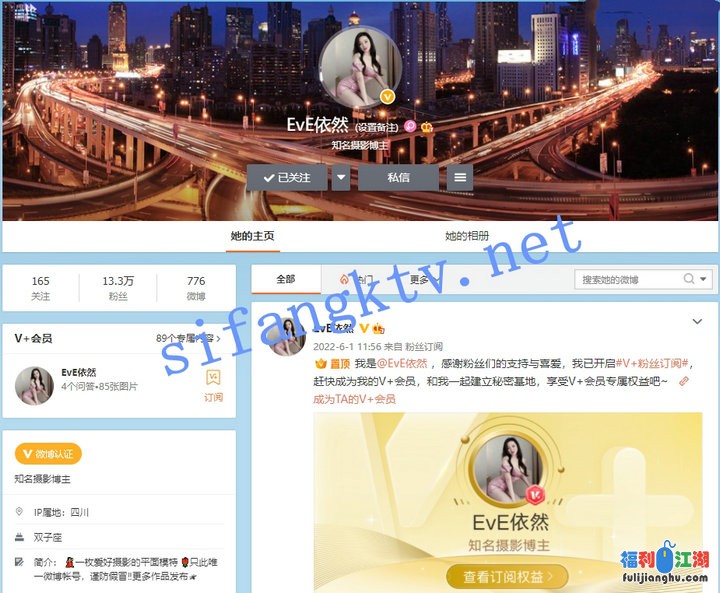 EvE依然 (设置备注)
知名摄影博主
已关注
私信
她的主页
她的相册
165
关注
13.3万
粉丝
776
微博
全部
热门
更多
搜索她的微博
V+会员
89个专属内容
EvE依然
4个问答·85张图片
V+
订阅
EvE依然
2022-6-1 11:56 来自 粉丝订阅
置顶 我是@EvE依然 ，感谢粉丝们的支持与喜爱，我已开启#V+粉丝订阅#，
赶快成为我的V+会员，和我一起建立秘密基地，享受V+会员专属权益吧~
成为TA的V+会员
微博认证
知名摄影博主
IP属地：四川
双子座
简介：一枚爱好摄影的平面模特 只此唯
一微博帐号，谨防假冒!!更多作品发布
EvE依然
知名摄影博主
查看订阅权益
sifangktv.net
福利江湖
fulijianghu.com